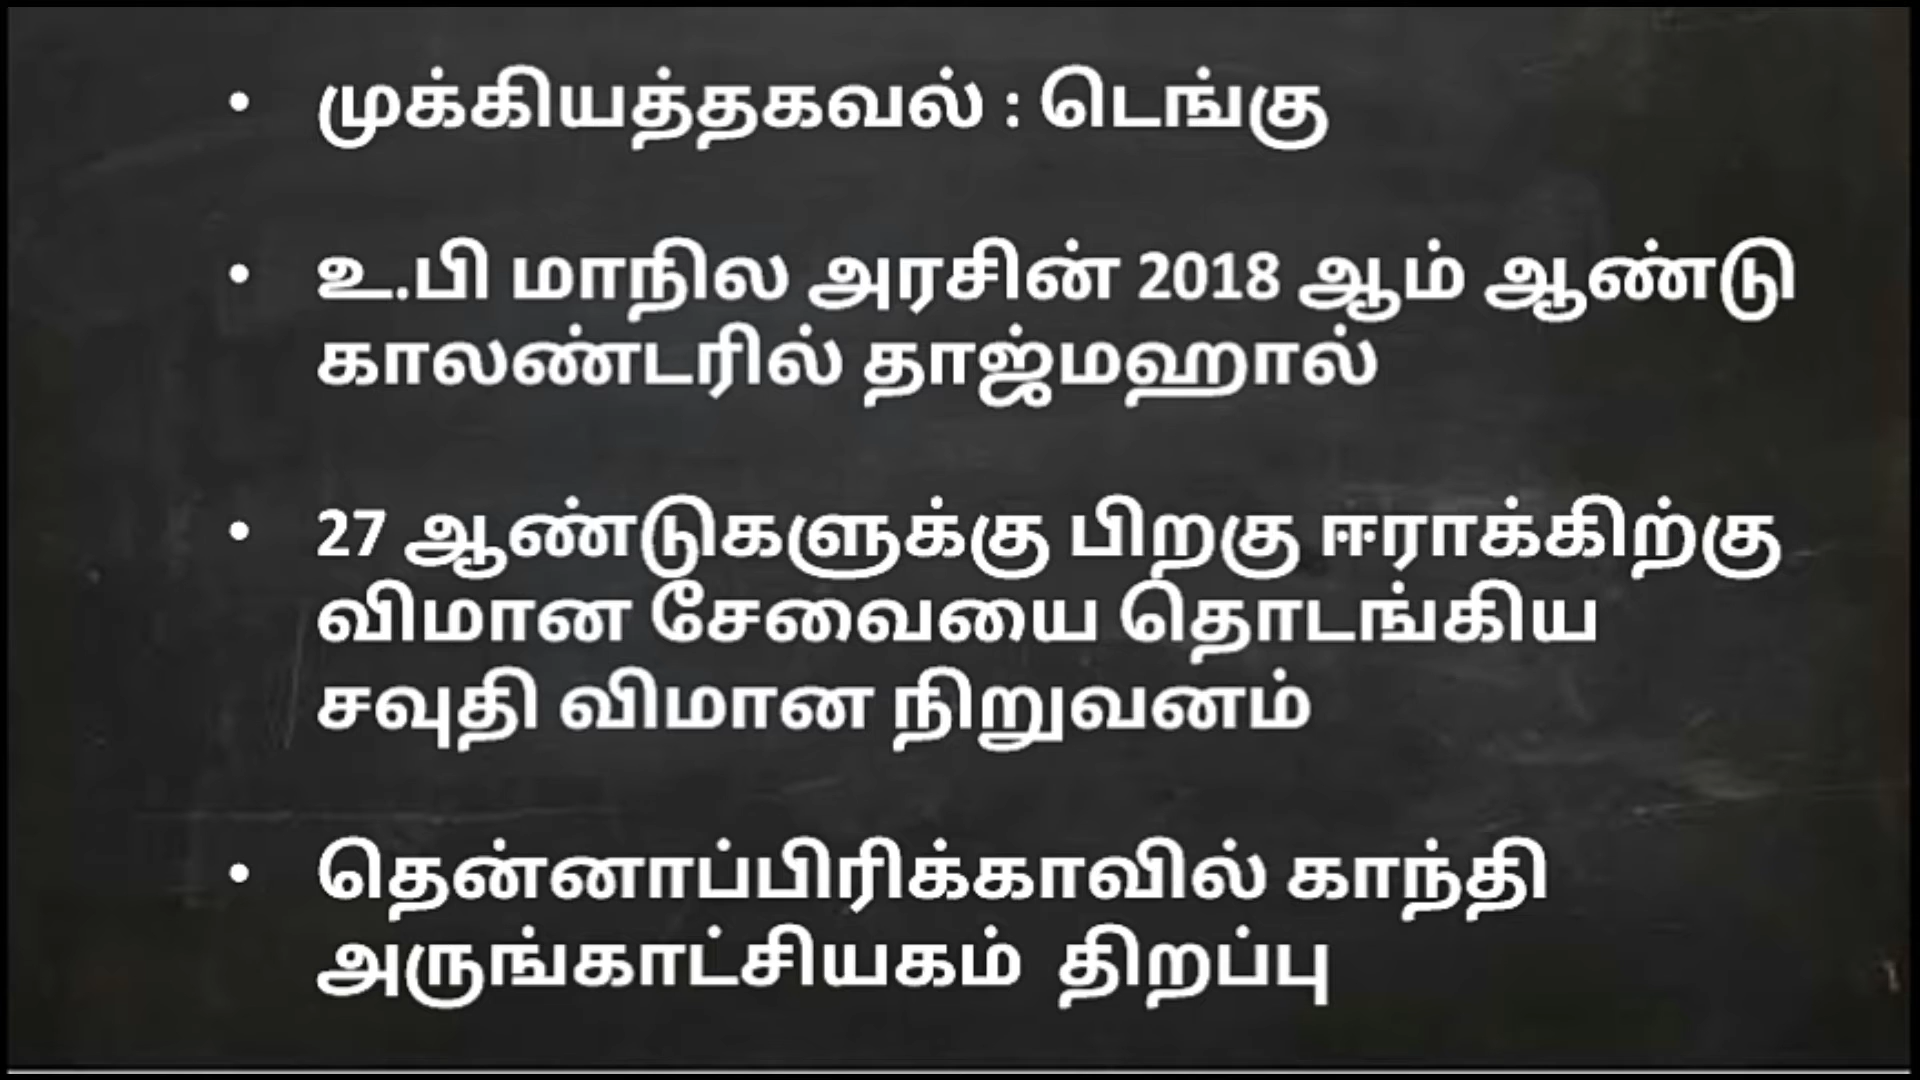 • முக்கியத்தகவல் : டெங்கு
• உ.பி மாநில அரசின் 2018 ஆம் ஆண்டு
காலண்டரில் தாஜ்மஹால்
• 27 ஆண்டுகளுக்கு பிறகு ஈராக்கிற்கு
விமான சேவையை தொடங்கிய
சவுதி விமான நிறுவனம்
• தென்னாப்பிரிக்காவில் காந்தி
அருங்காட்சியகம் திறப்பு